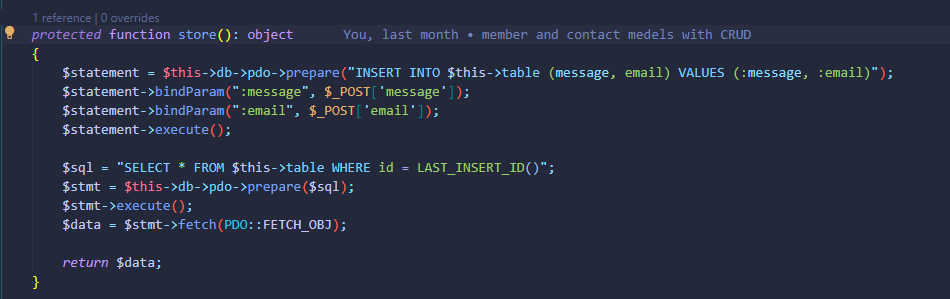 1 reference | 0 overrides
protected function store(): object You, last month • member and contact medels with CRUD
{
$statement = $this->db->pdo->prepare("INSERT INTO $this->table (message, email) VALUES (:message, :email)");
$statement->bindParam(":message", $_POST['message']);
$statement->bindParam(":email", $_POST['email']);
$statement->execute();
$sql = "SELECT * FROM $this->table WHERE id = LAST_INSERT_ID()";
$stmt = $this->db->pdo->prepare($sql);
$stmt->execute();
$data = $stmt->fetch(PDO::FETCH_OBJ);
return $data;
}